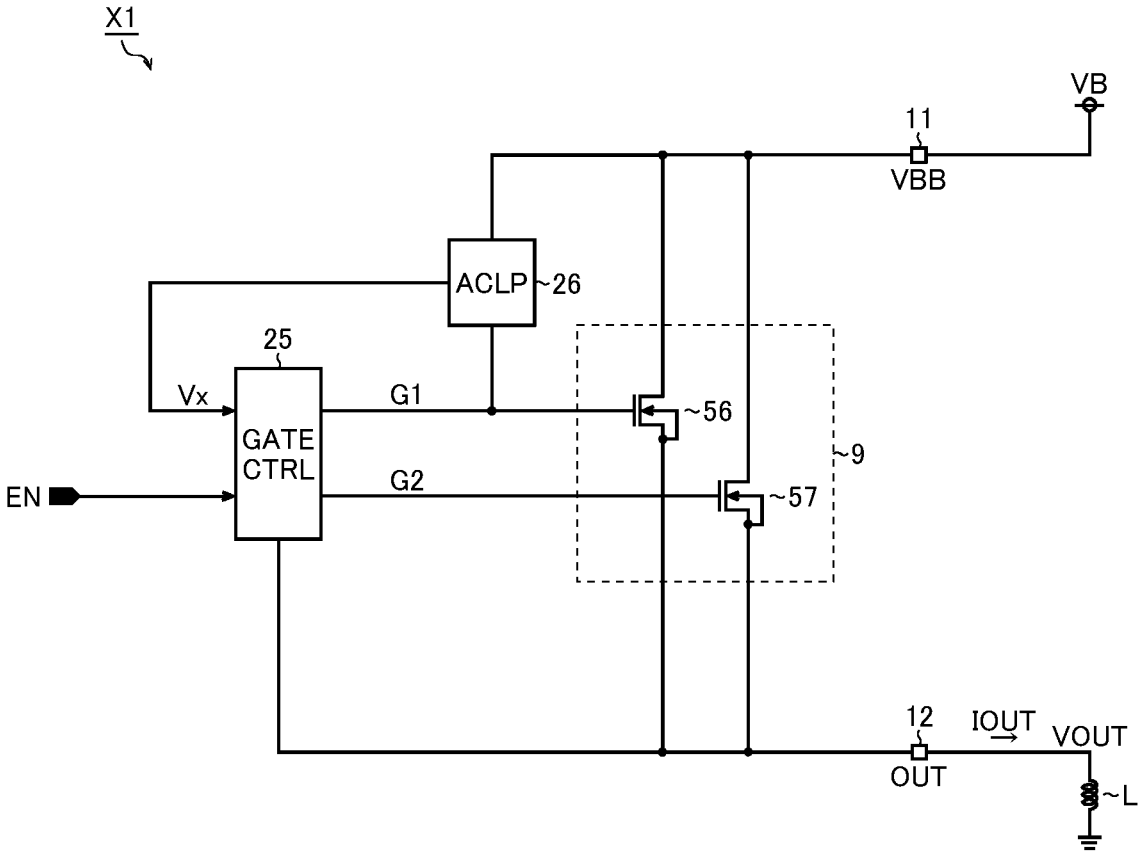 X1
VB
11
VBB
ACLP
~26
25
Vx
G1
~56
GATE
CTRL
~9
EN
G2
~57
12
IOUT
VOUT
OUT
~L